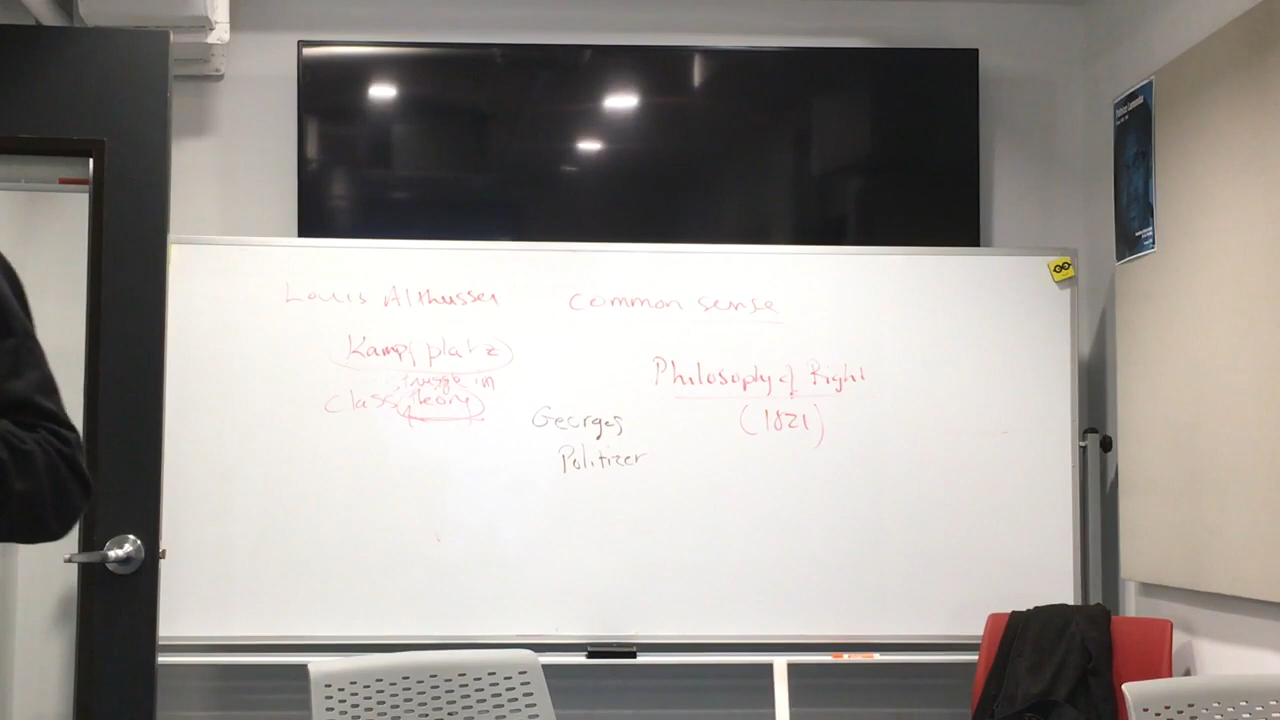 Louis Althusser
Kampfplatz
Class struggle in theory
common sense
Philosophy of Right
(1821)
Georges
Politizer